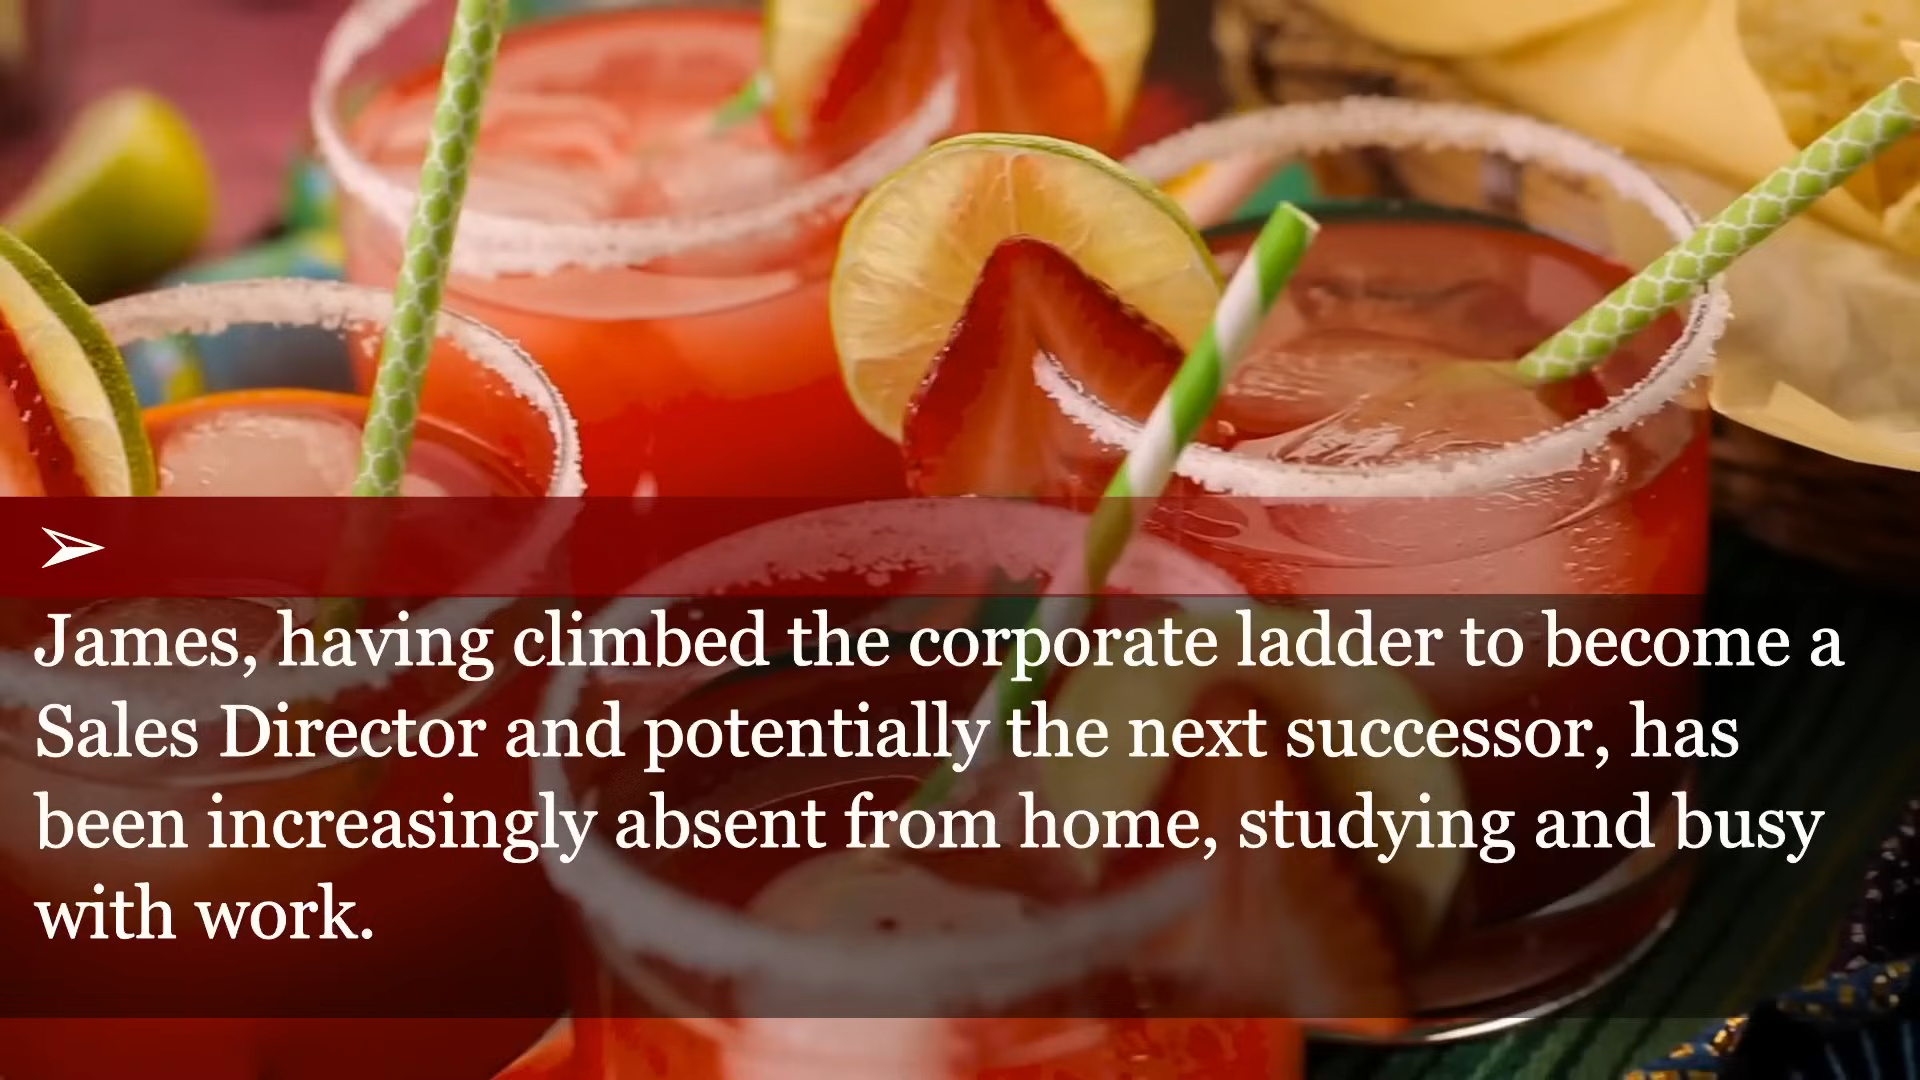 ➢
James, having climbed the corporate ladder to become a
Sales Director and potentially the next successor, has
been increasingly absent from home, studying and busy
with work.